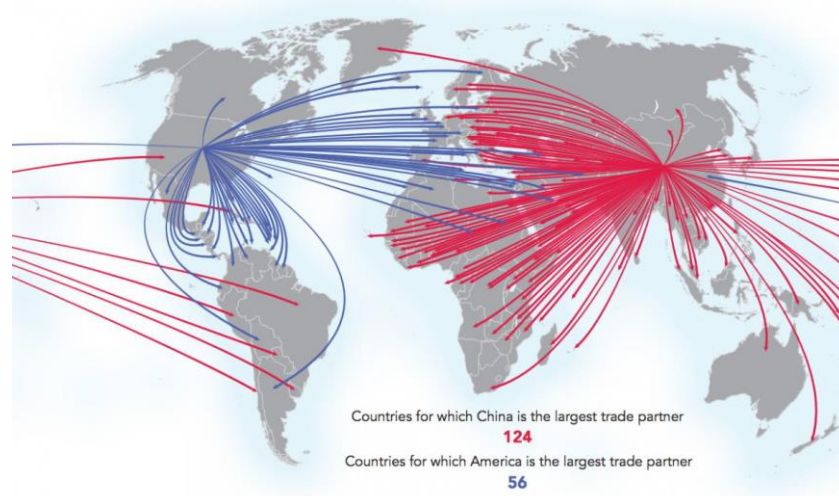 Countries for which China is the largest trade partner
124
Countries for which America is the largest trade partner
56